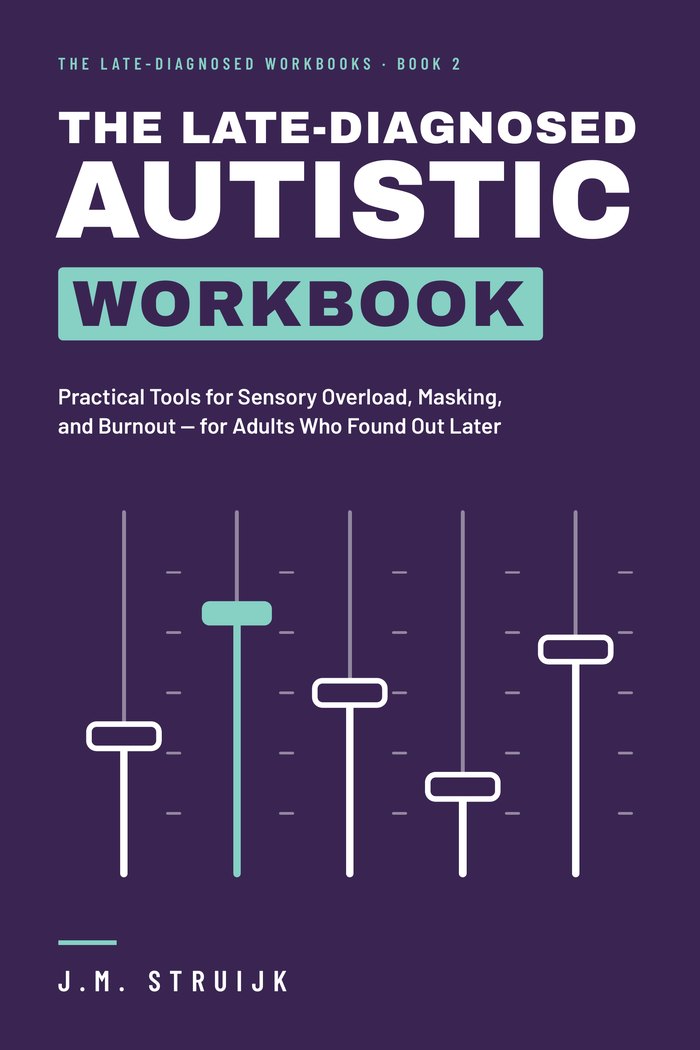 THE LATE-DIAGNOSED WORKBOOKS · BOOK 2
THE LATE-DIAGNOSED
AUTISTIC
WORKBOOK
Practical Tools for Sensory Overload, Masking,
and Burnout — for Adults Who Found Out Later
J.M. STRUIJK